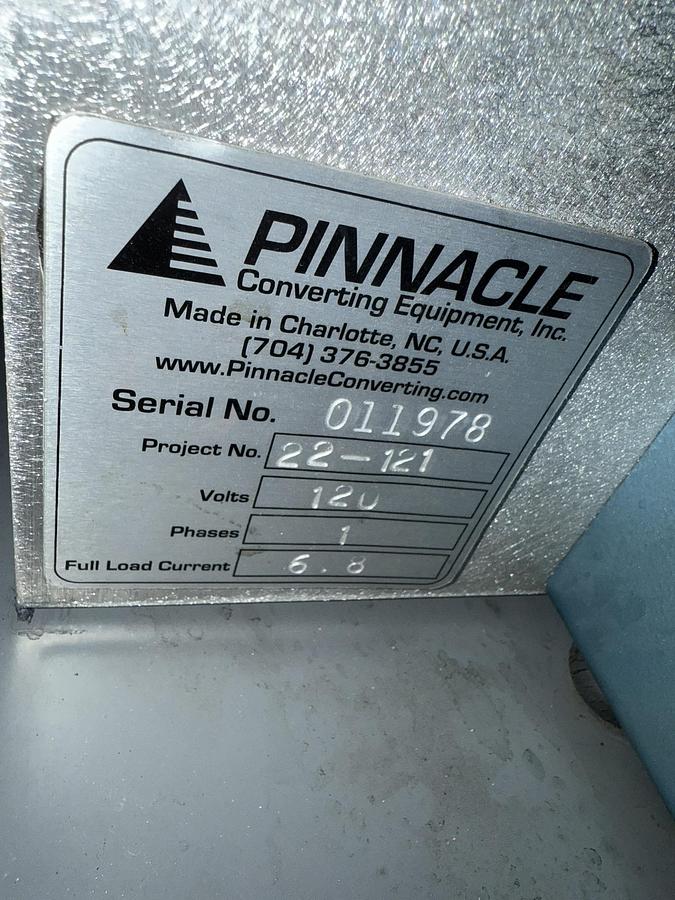 PINNACLE
Converting Equipment, Inc.
Made in Charlotte, NC, U.S.A.
(704) 376-3855
www.PinnacleConverting.com
Serial No. 011978
Project No. 22-121
Volts 120
Phases 1
Full Load Current 6.8